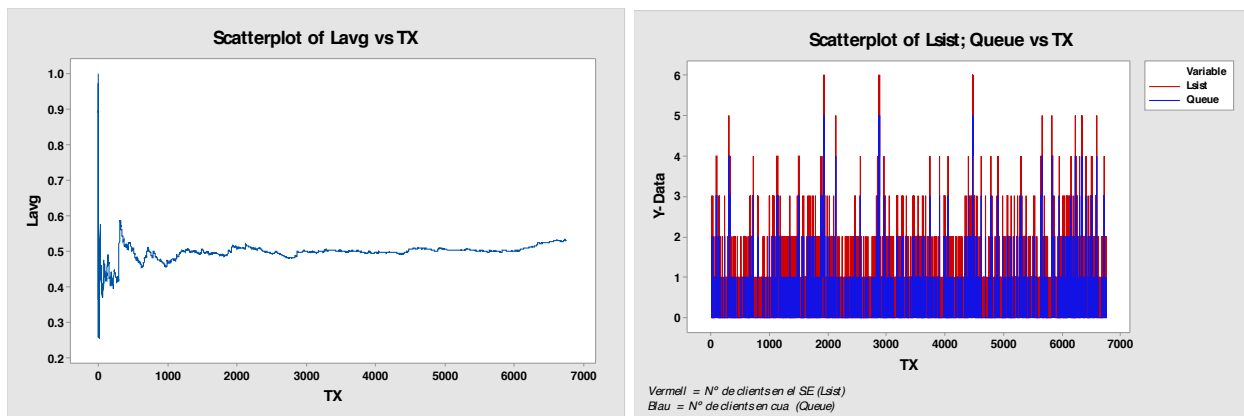 Scatterplot of Lavg vs TX
Lavg
1.0
0.9
0.8
0.7
0.6
0.5
0.4
0.3
0.2
0 1000 2000 3000 4000 5000 6000 7000
TX
Scatterplot of Lsist; Queue vs TX
Y-Data
6
5
4
3
2
1
0
0 1000 2000 3000 4000 5000 6000 7000
TX
Variable
Lsist
Queue
Vermell = Nº de clients en el SE (Lsist)
Blau = Nº de clients en cua (Queue)